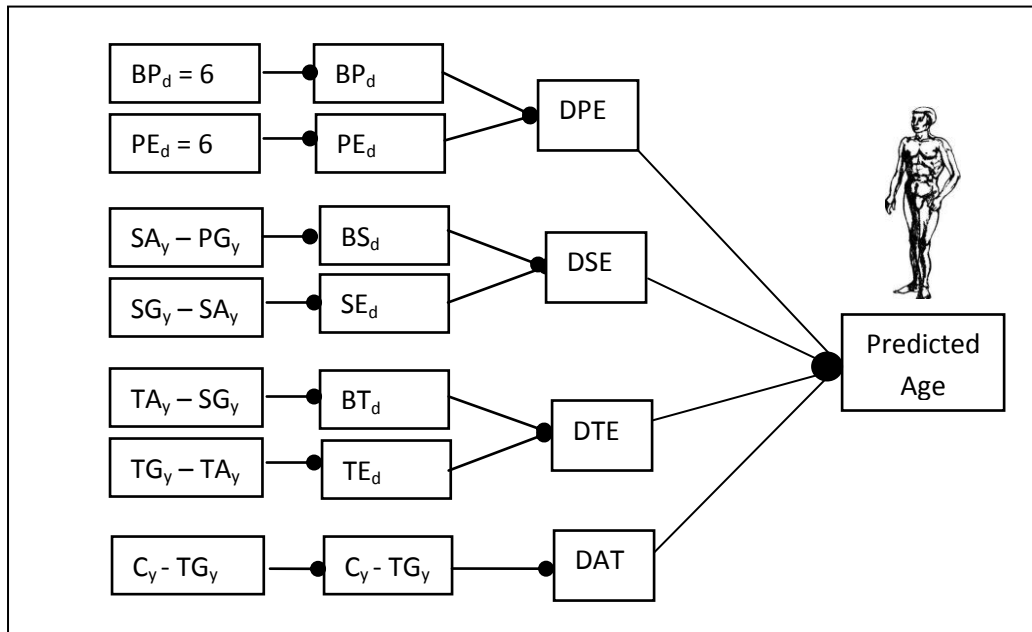 BPd = 6
BPd
PEd = 6
PEd
DPE
SAy – PGy
BSd
SGy – SAy
SEd
DSE
TAy – SGy
BTd
TGy – TAy
TEd
DTE
Cy - TGy
Cy - TGy
DAT
Predicted
Age